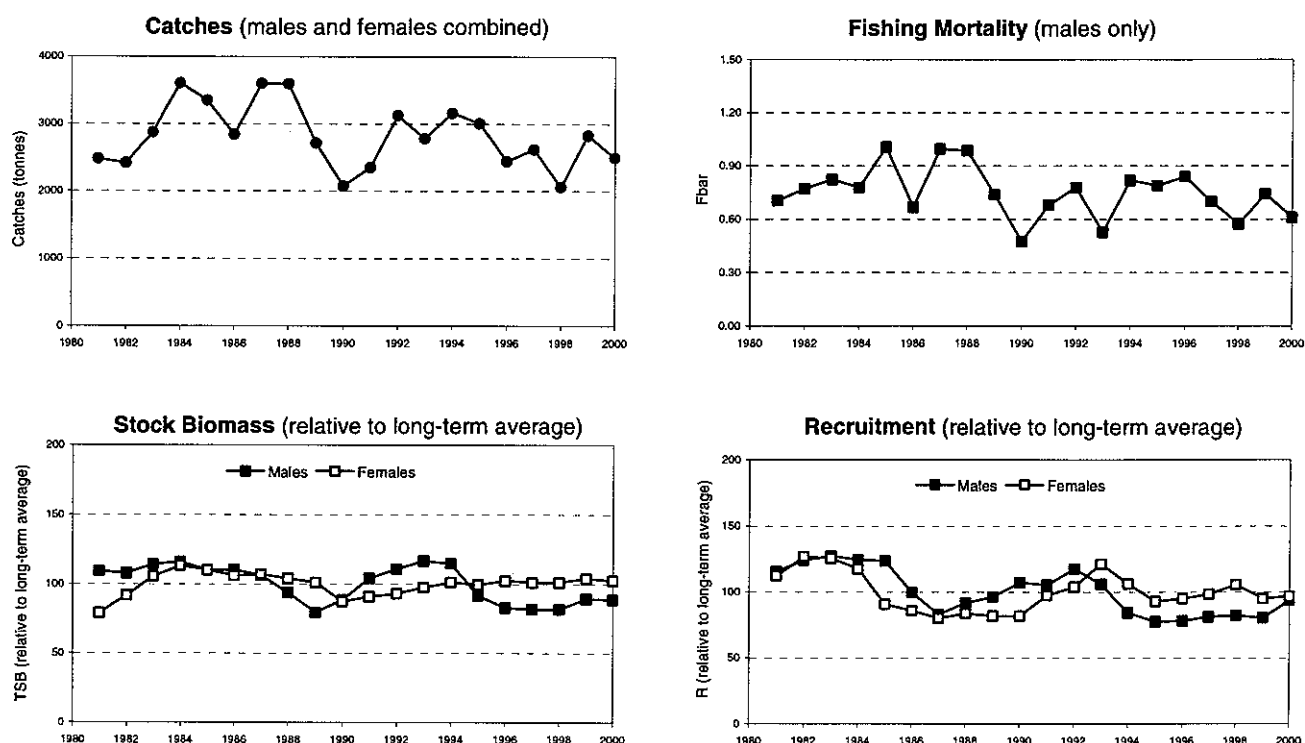 Catches (males and females combined)
Catches (tonnes)
4000
3000
2000
1000
0
1980 1982 1984 1986 1988 1990 1992 1994 1996 1998 2000
Fishing Mortality (males only)
Fbar
1.50
1.20
0.90
0.60
0.30
0.00
1980 1982 1984 1986 1988 1990 1992 1994 1996 1998 2000
Stock Biomass (relative to long-term average)
TSB (relative to long-term average)
200
150
100
50
0
Males Females
1980 1982 1984 1986 1988 1990 1992 1994 1996 1998 2000
Recruitment (relative to long-term average)
R (relative to long-term average)
200
150
100
50
0
Males Females
1980 1982 1984 1986 1988 1990 1992 1994 1996 1998 2000